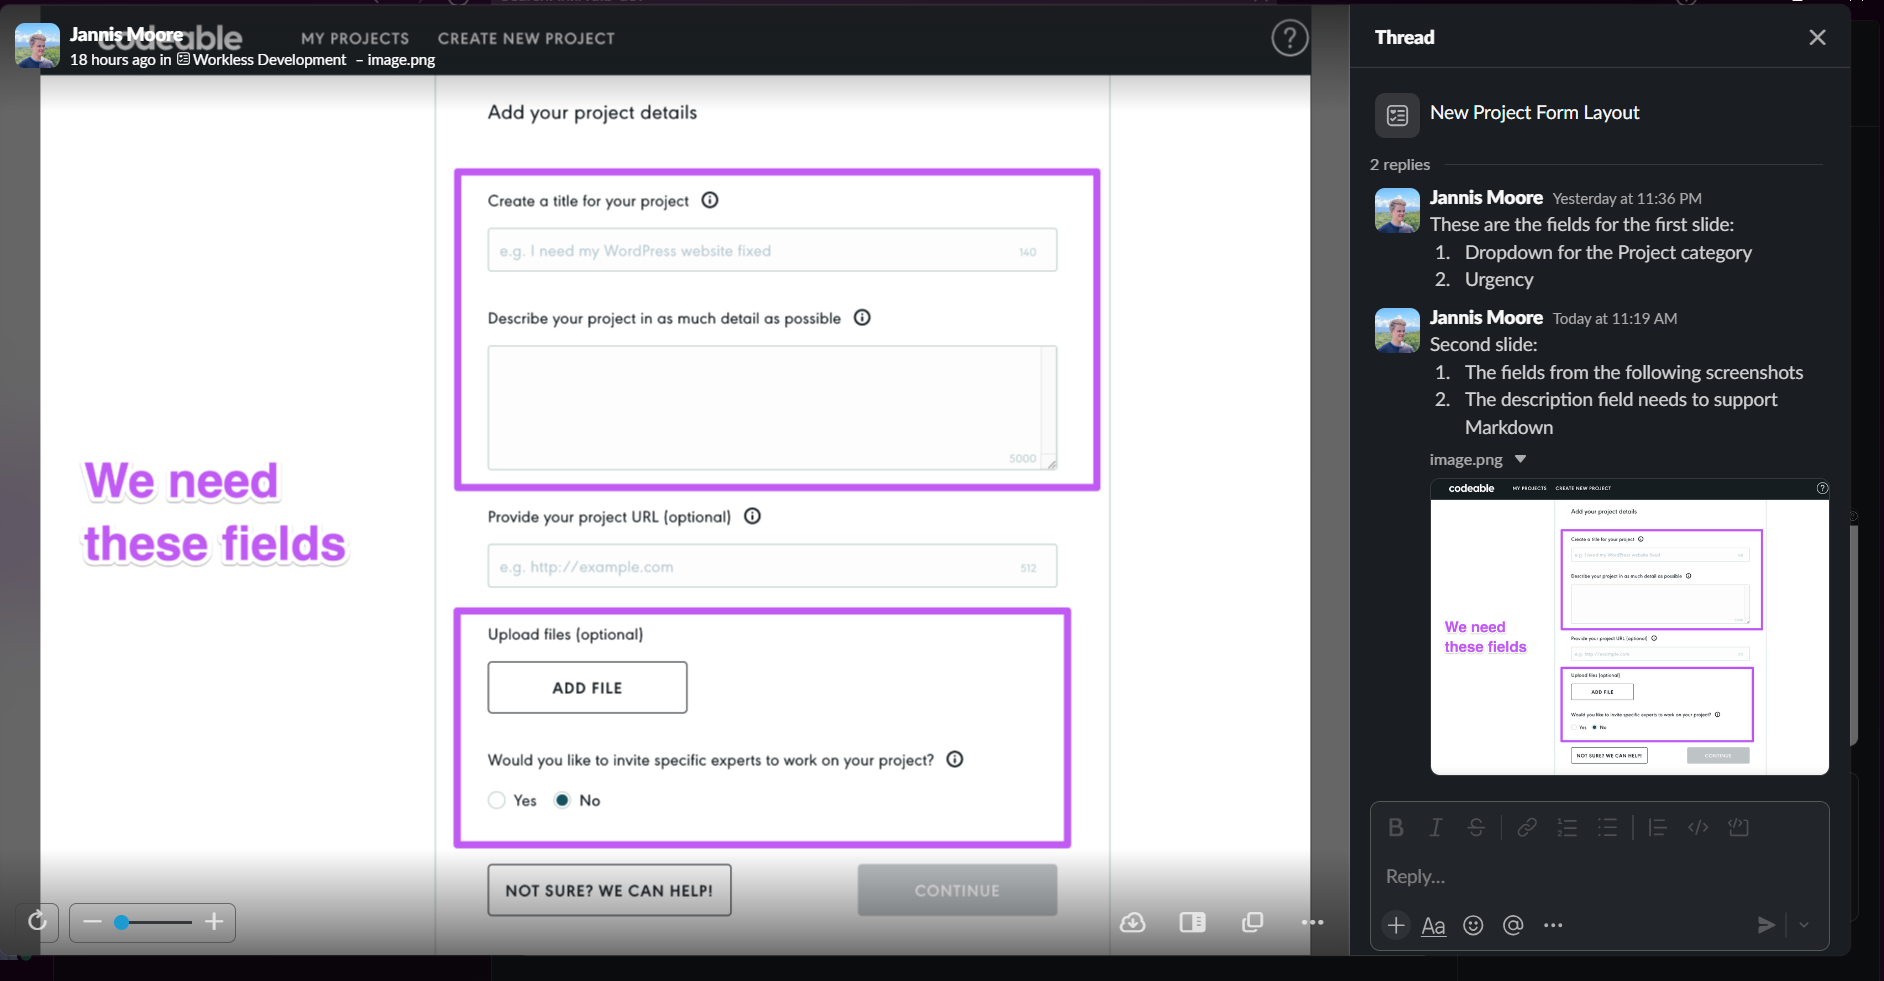 Jannis Moore
18 hours ago in Workless Development – image.png
codeable
MY PROJECTS
CREATE NEW PROJECT
?
Add your project details
Create a title for your project
e.g. I need my WordPress website fixed
140
Describe your project in as much detail as possible
5000
We need
these fields
Provide your project URL (optional)
e.g. http://example.com
512
Upload files (optional)
ADD FILE
Would you like to invite specific experts to work on your project?
Yes
No
NOT SURE? WE CAN HELP!
CONTINUE
Thread
New Project Form Layout
2 replies
Jannis Moore Yesterday at 11:36 PM
These are the fields for the first slide:
1. Dropdown for the Project category
2. Urgency
Jannis Moore Today at 11:19 AM
Second slide:
1. The fields from the following screenshots
2. The description field needs to support
Markdown
image.png
codeable
MY PROJECTS
CREATE NEW PROJECT
?
Add your project details
Create a title for your project
e.g. I need my WordPress website fixed
Describe your project in as much detail as possible
We need
these fields
Provide your project URL (optional)
e.g. http://example.com
Upload files (optional)
ADD FILE
Would you like to invite specific experts to work on your project?
Yes
No
NOT SURE? WE CAN HELP!
CONTINUE
B I S
Reply...
Aa